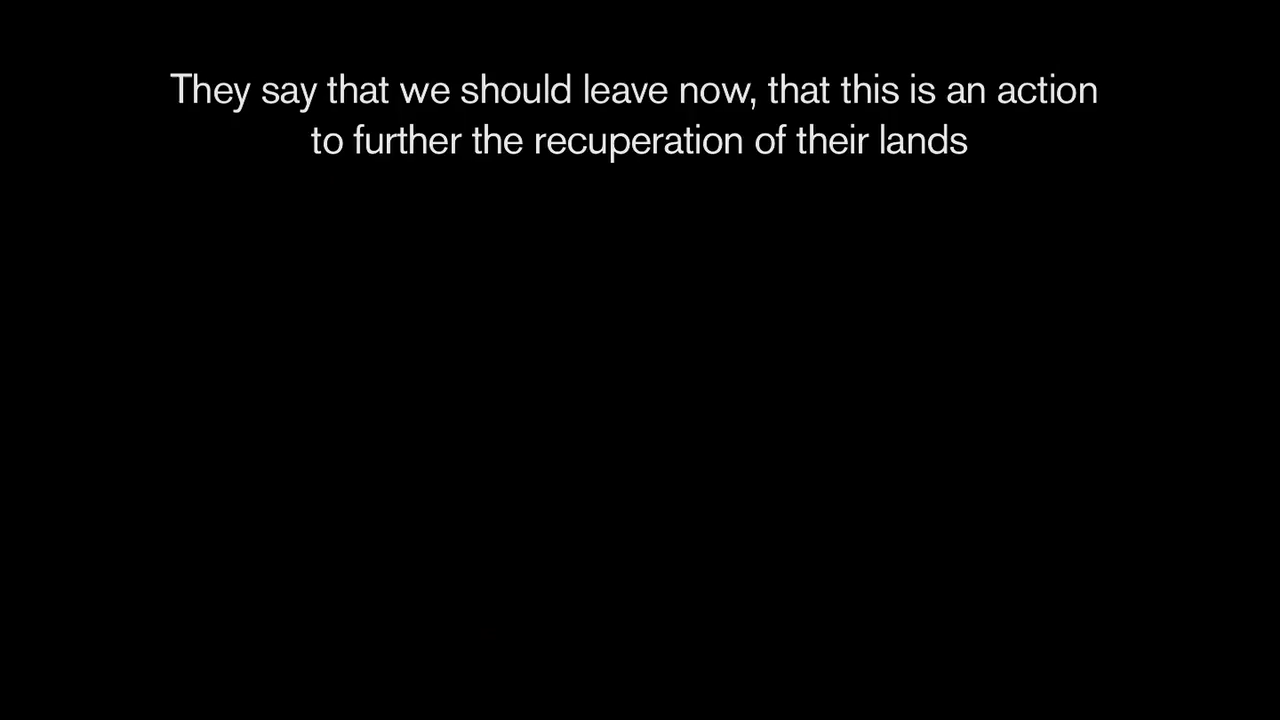 They say that we should leave now, that this is an action
to further the recuperation of their lands